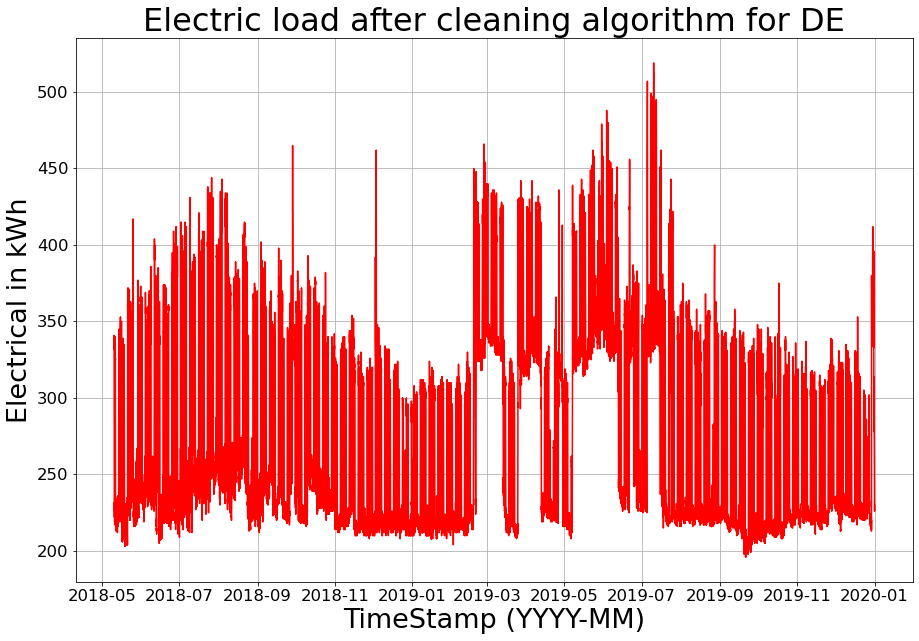 Electric load after cleaning algorithm for DE
Electrical in kWh
500
450
400
350
300
250
200
2018-05 2018-07 2018-09 2018-11 2019-01 2019-03 2019-05 2019-07 2019-09 2019-11 2020-01
TimeStamp (YYYY-MM)